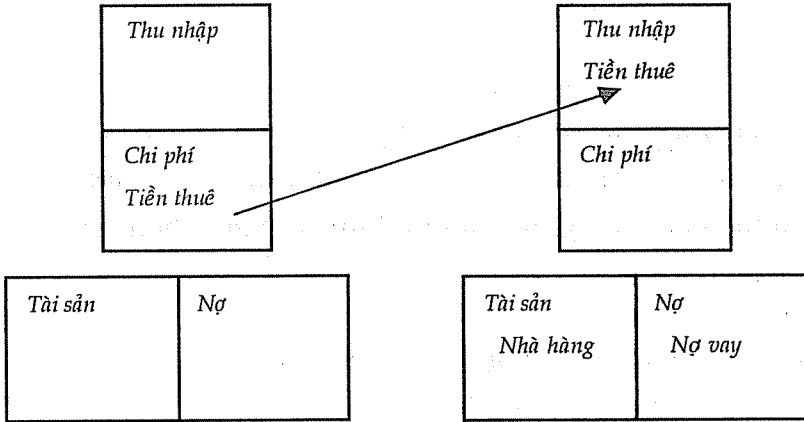 Thu nhập
Chi phí
Tiền thuê
Tài sản
Nợ
Thu nhập
Tiền thuê
Chi phí
Tài sản
Nhà hàng
Nợ
Nợ vay